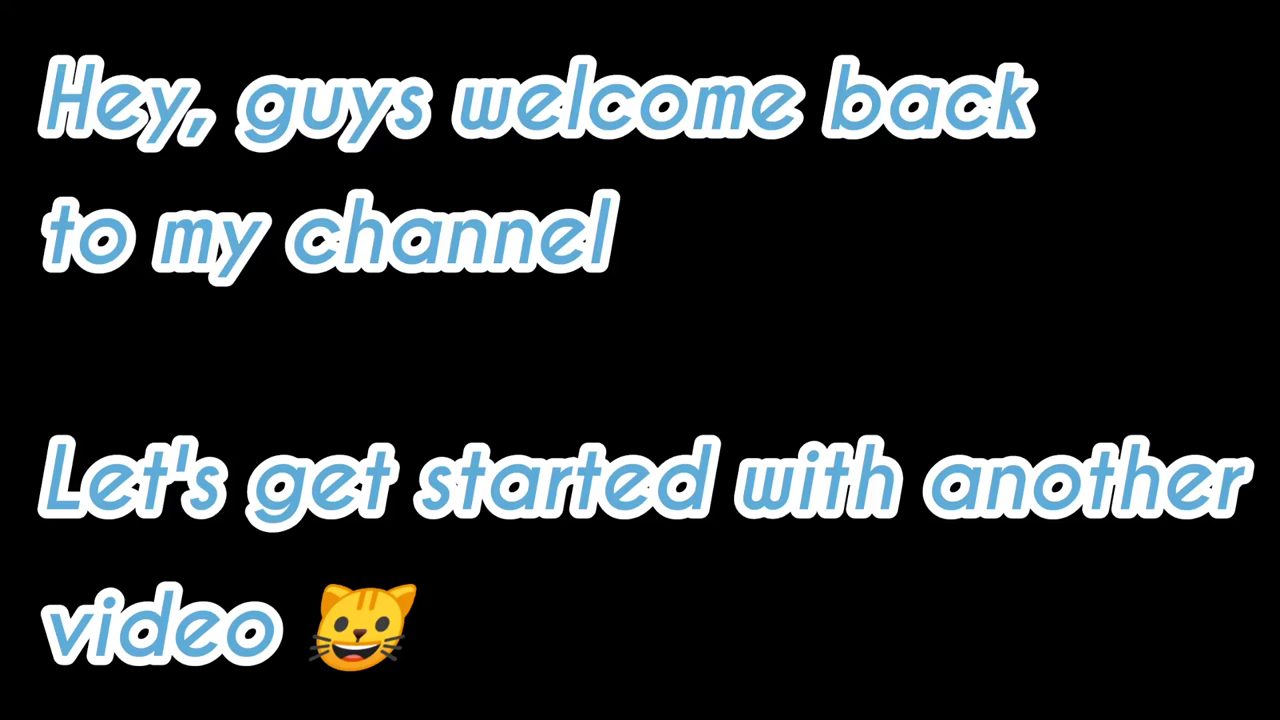 Hey, guys welcome back
to my channel
Let's get started with another
video 😺